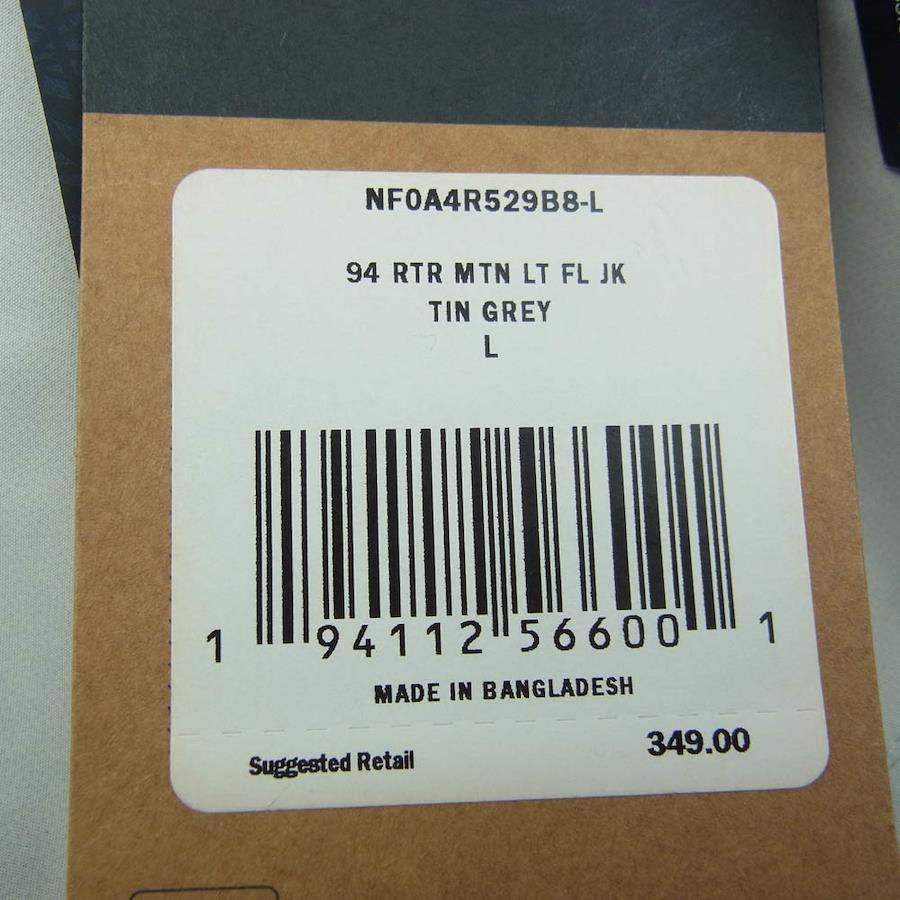 NF0A4R529B8-L
94 RTR MTN LT FL JK
TIN GREY
L
1 94112 56600 1
MADE IN BANGLADESH
Suggested Retail 349.00